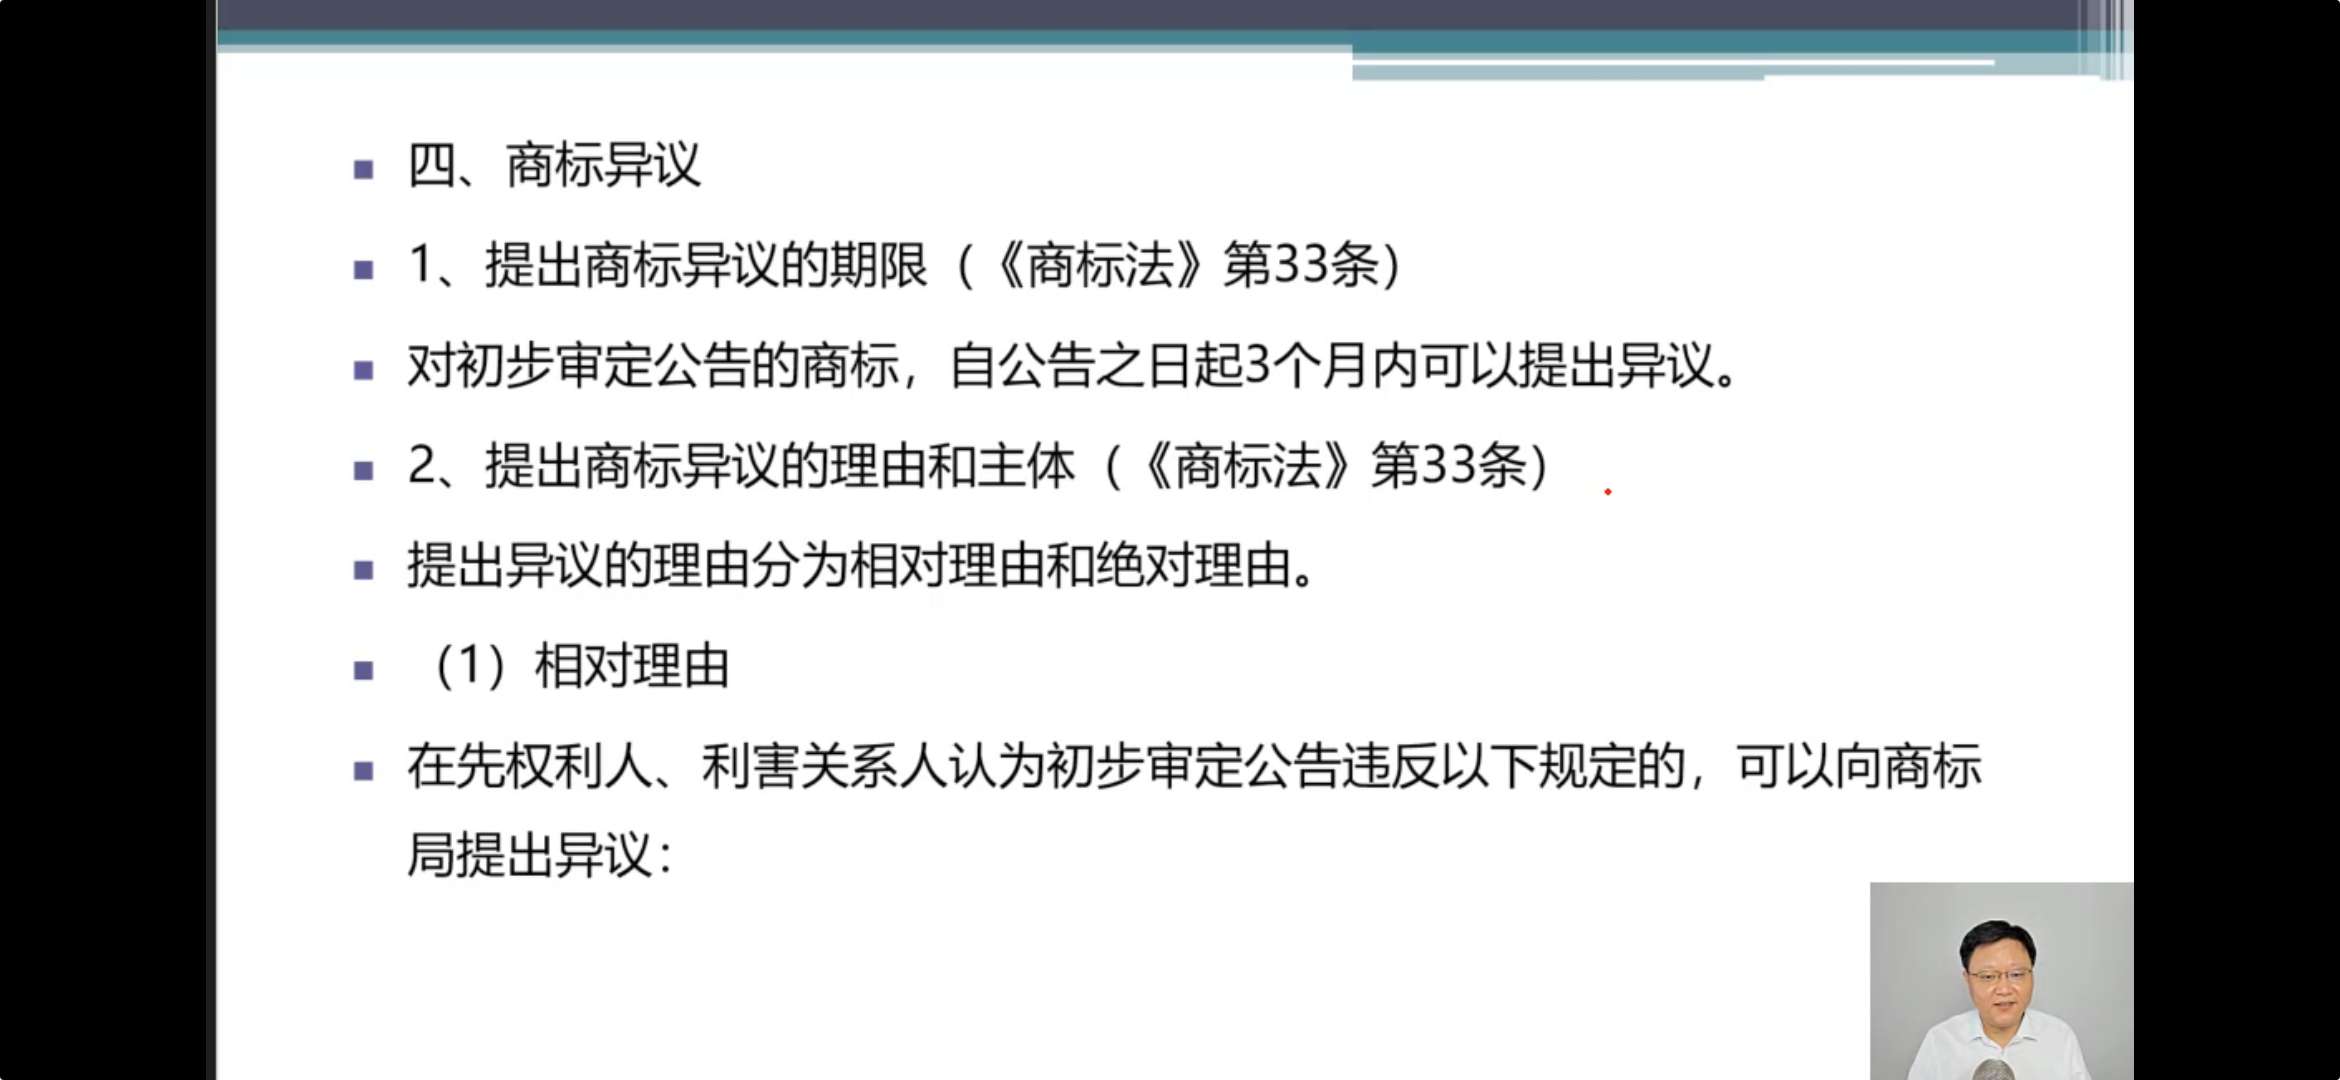 四、商标异议
1、提出商标异议的期限（《商标法》第33条）
对初步审定公告的商标，自公告之日起3个月内可以提出异议。
2、提出商标异议的理由和主体（《商标法》第33条）
提出异议的理由分为相对理由和绝对理由。
（1）相对理由
在先权利人、利害关系人认为初步审定公告违反以下规定的，可以向商标
局提出异议：